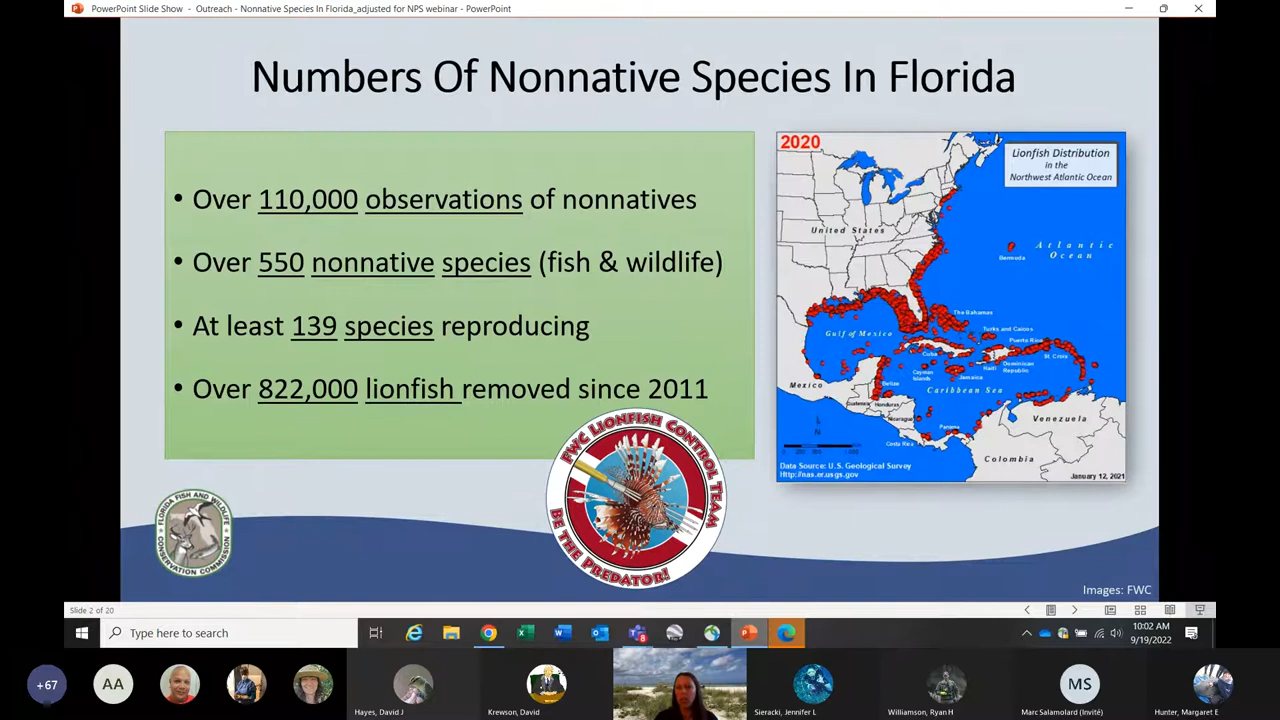 PowerPoint Slide Show - Outreach - Nonnative Species In Florida_adjusted for NPS webinar - PowerPoint
Numbers Of Nonnative Species In Florida
• Over 110,000 observations of nonnatives
• Over 550 nonnative species (fish & wildlife)
• At least 139 species reproducing
• Over 822,000 lionfish removed since 2011
2020
Lionfish Distribution
in the
Northwest Atlantic Ocean
United States
Atlantic
Ocean
Bermuda
The Bahamas
Gulf of Mexico
Turks and Caicos
Cuba
Puerto Rico
St. Croix
Haiti
Dominican
Republic
Cayman
Islands
Jamaica
Mexico
Belize
Caribbean Sea
Guatemala
Honduras
Nicaragua
Venezuela
Panama
Costa Rica
Colombia
N
Data Source: U.S. Geological Survey
Http://nas.er.usgs.gov
January 12, 2021
FWC LIONFISH CONTROL TEAM
BE THE PREDATOR!
FLORIDA FISH AND WILDLIFE
CONSERVATION COMMISSION
Images: FWC
Slide 2 of 20
Type here to search
10:02 AM
9/19/2022
+67
AA
MS
Hayes, David J
Krewson, David
Sieracki, Jennifer L
Williamson, Ryan H
Marc Salamolard (Invité)
Hunter, Margaret E